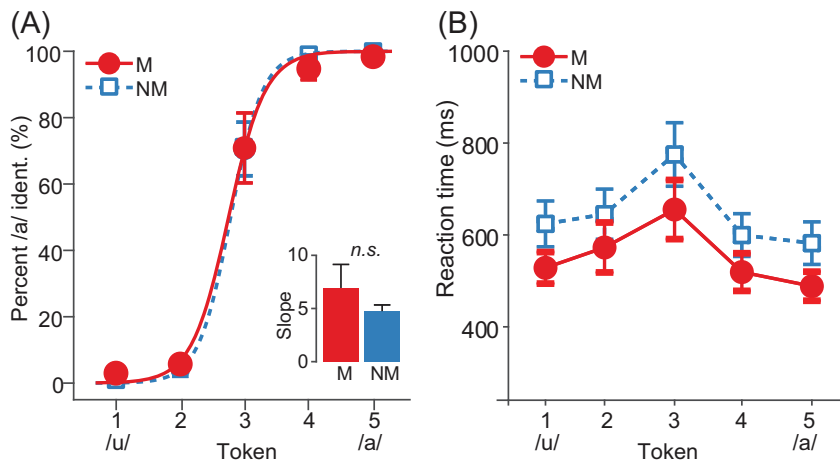 (A)
M
NM
Percent /a/ ident. (%)
100
80
60
40
20
0
n.s.
10
5
0
Slope
M NM
1 2 3 4 5
/u/ Token /a/
(B)
M
NM
Reaction time (ms)
1000
800
600
400
1 2 3 4 5
/u/ Token /a/